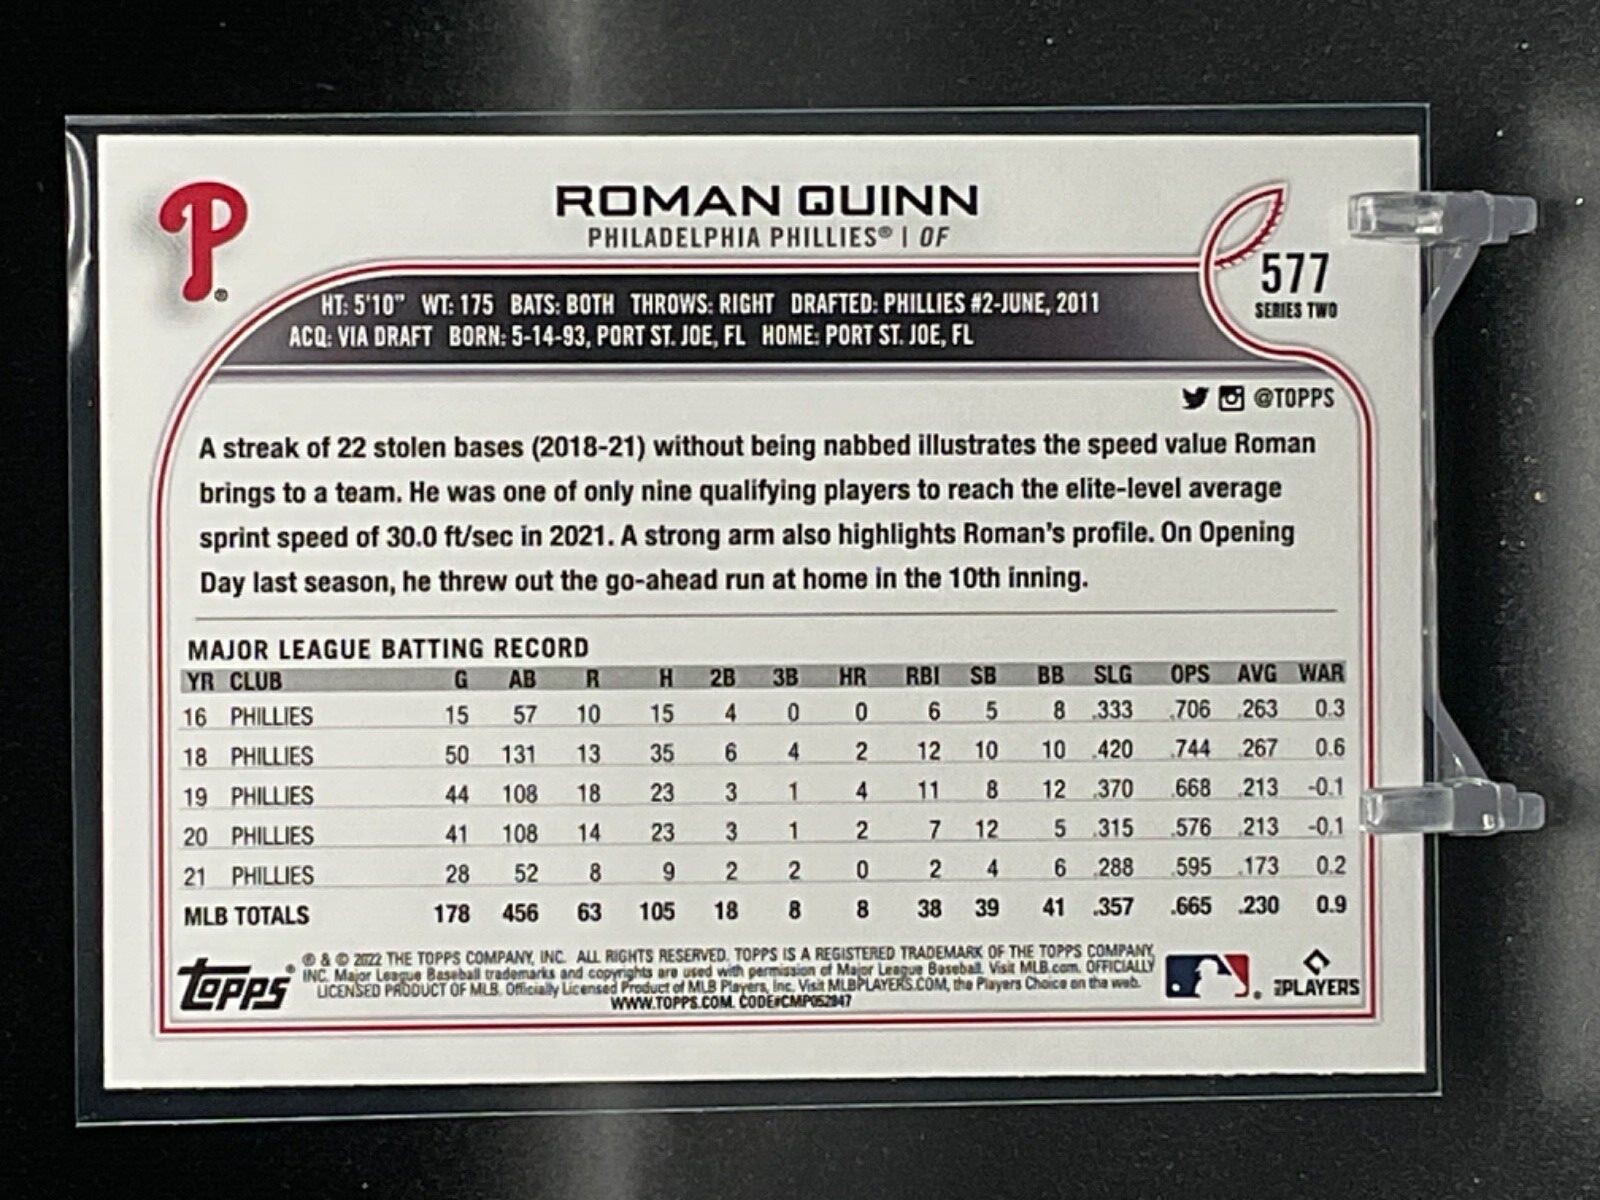 P®
ROMAN QUINN
PHILADELPHIA PHILLIES® | OF
577
SERIES TWO
HT: 5'10" WT: 175 BATS: BOTH THROWS: RIGHT DRAFTED: PHILLIES #2-JUNE, 2011
ACQ: VIA DRAFT BORN: 5-14-93, PORT ST. JOE, FL HOME: PORT ST. JOE, FL
@TOPPS
A streak of 22 stolen bases (2018-21) without being nabbed illustrates the speed value Roman
brings to a team. He was one of only nine qualifying players to reach the elite-level average
sprint speed of 30.0 ft/sec in 2021. A strong arm also highlights Roman's profile. On Opening
Day last season, he threw out the go-ahead run at home in the 10th inning.
MAJOR LEAGUE BATTING RECORD
YR CLUB G AB R H 2B 3B HR RBI SB BB SLG OPS AVG WAR
16 PHILLIES 15 57 10 15 4 0 0 6 5 8 .333 .706 .263 0.3
18 PHILLIES 50 131 13 35 6 4 2 12 10 10 .420 .744 .267 0.6
19 PHILLIES 44 108 18 23 3 1 4 11 8 12 .370 .668 .213 -0.1
20 PHILLIES 41 108 14 23 3 1 2 7 12 5 .315 .576 .213 -0.1
21 PHILLIES 28 52 8 9 2 2 0 2 4 6 .288 .595 .173 0.2
MLB TOTALS 178 456 63 105 18 8 8 38 39 41 .357 .665 .230 0.9
TOPPS®
® & © 2022 THE TOPPS COMPANY, INC. ALL RIGHTS RESERVED. TOPPS IS A REGISTERED TRADEMARK OF THE TOPPS COMPANY,
INC. Major League Baseball trademarks and copyrights are used with permission of Major League Baseball. Visit MLB.com. OFFICIALLY
LICENSED PRODUCT OF MLB. Officially Licensed Product of MLB Players, Inc. Visit MLBPLAYERS.COM, the Players Choice on the web.
WWW.TOPPS.COM. CODE#CMP052847
PLAYERS